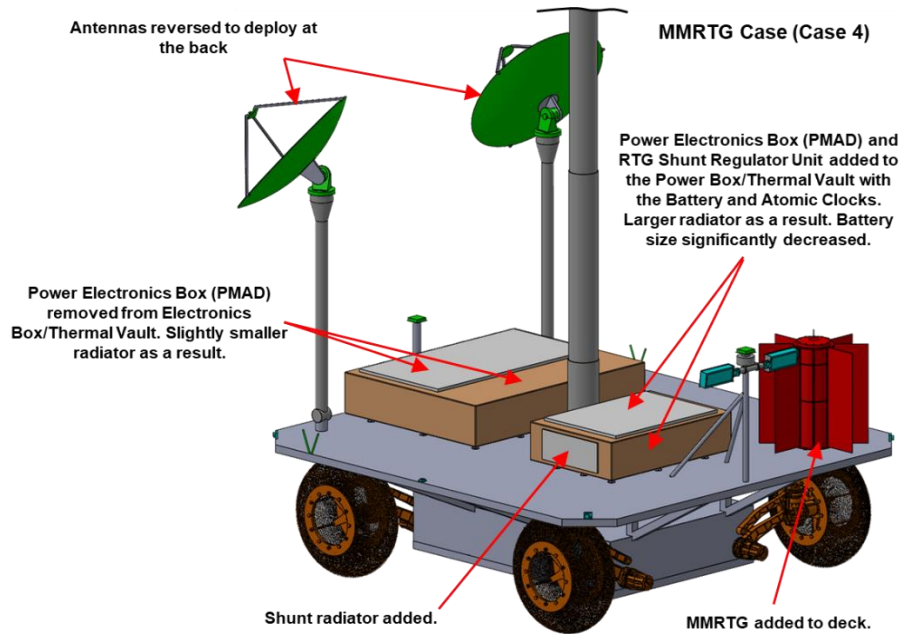 Antennas reversed to deploy at
the back
MMRTG Case (Case 4)
Power Electronics Box (PMAD) and
RTG Shunt Regulator Unit added to
the Power Box/Thermal Vault with
the Battery and Atomic Clocks.
Larger radiator as a result. Battery
size significantly decreased.
Power Electronics Box (PMAD)
removed from Electronics
Box/Thermal Vault. Slightly smaller
radiator as a result.
Shunt radiator added.
MMRTG added to deck.